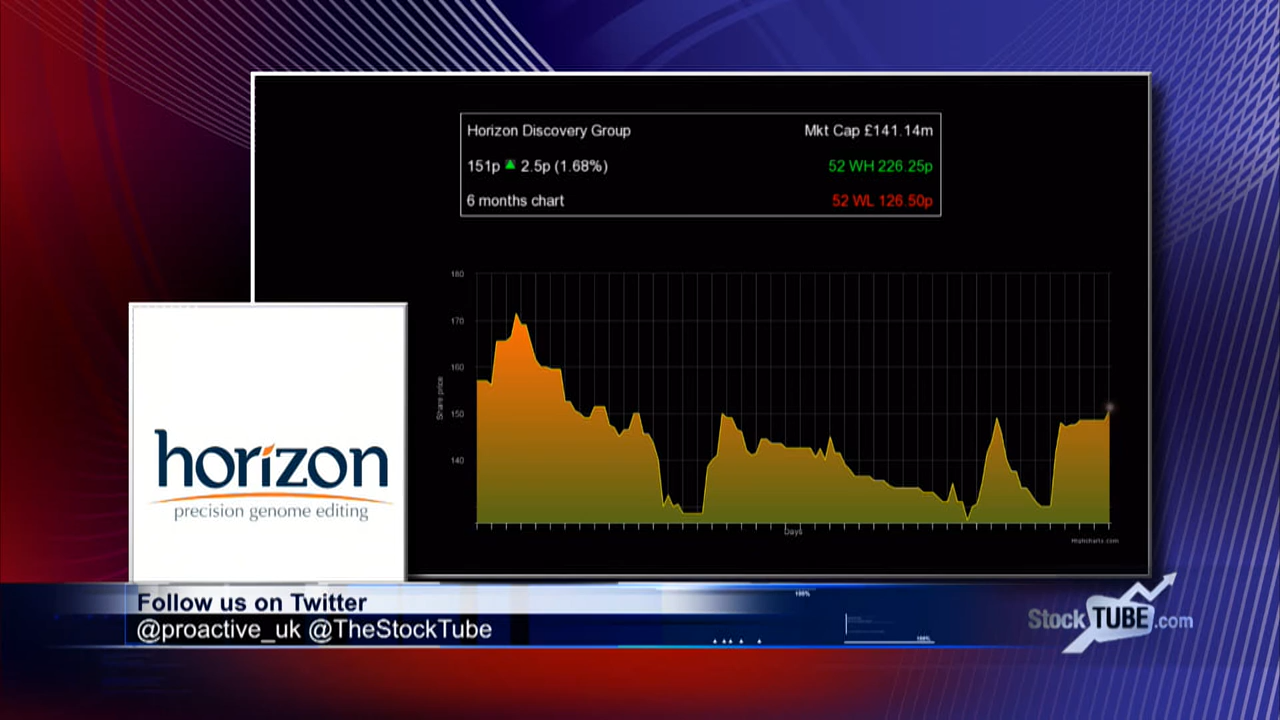 Horizon Discovery Group
Mkt Cap £141.14m
151p 2.5p (1.68%)
52 WH 226.25p
6 months chart
52 WL 126.50p
180
170
160
150
140
Share price
Days
Highcharts.com
horizon
precision genome editing
Follow us on Twitter
@proactive_uk @TheStockTube
100%
100%
StockTUBE.com